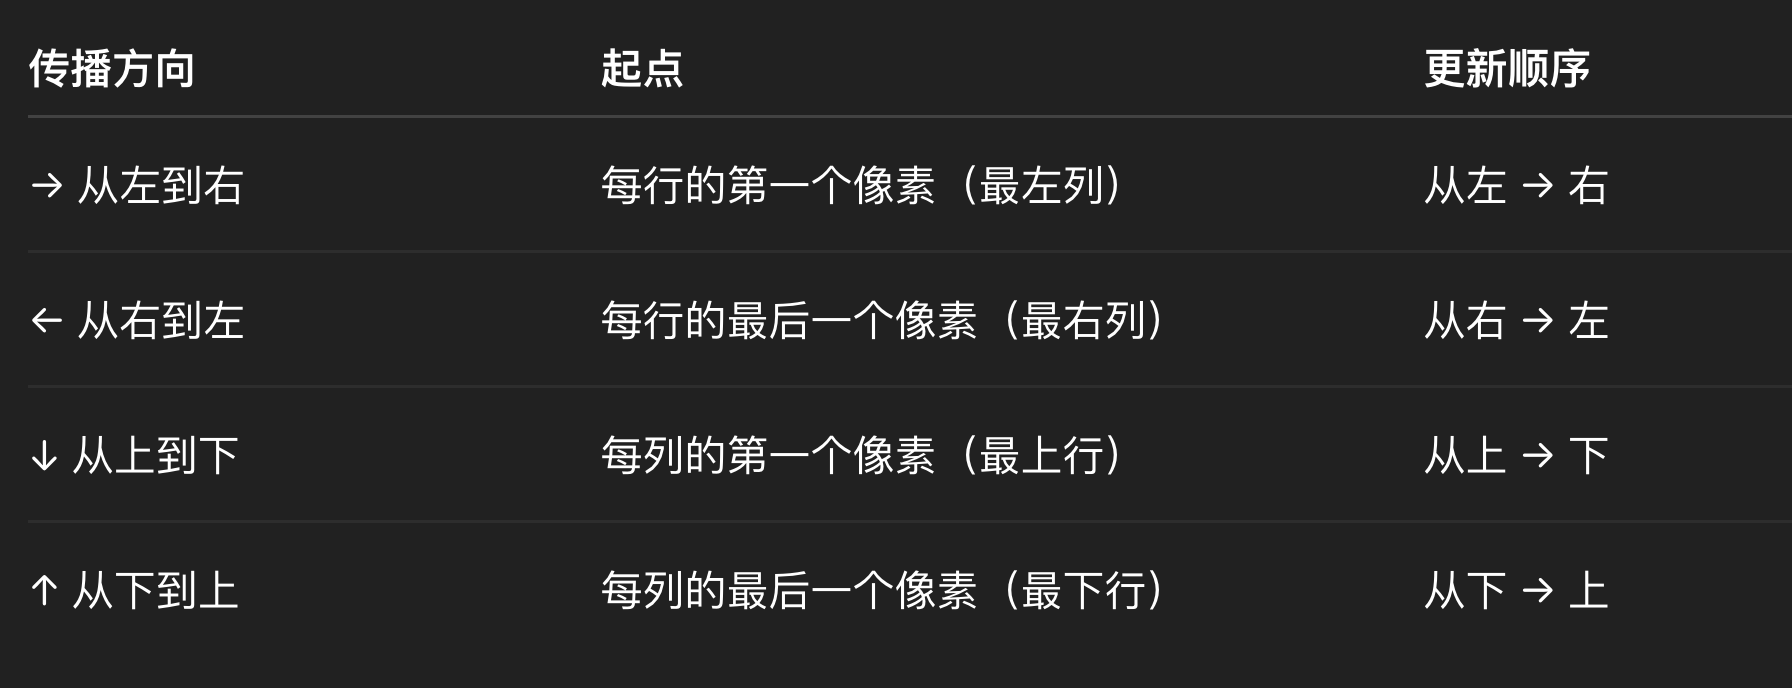 传播方向 起点 更新顺序
→ 从左到右 每行的第一个像素（最左列） 从左 → 右
← 从右到左 每行的最后一个像素（最右列） 从右 → 左
↓ 从上到下 每列的第一个像素（最上行） 从上 → 下
↑ 从下到上 每列的最后一个像素（最下行） 从下 → 上